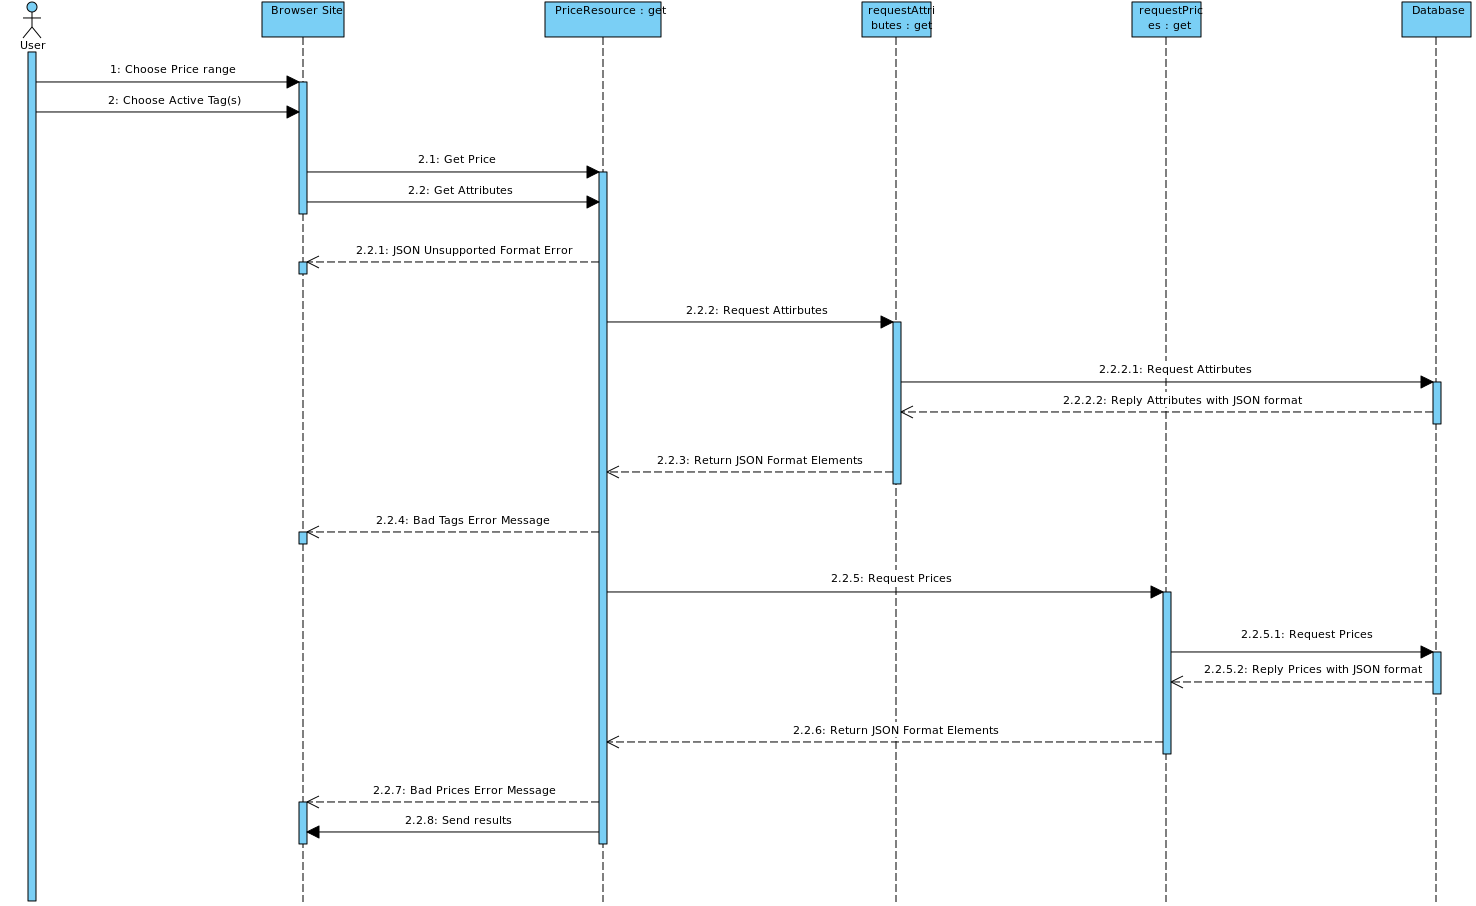 Browser Site
PriceResource : get
requestAttri
butes : get
requestPric
es : get
Database
User
1: Choose Price range
2: Choose Active Tag(s)
2.1: Get Price
2.2: Get Attributes
2.2.1: JSON Unsupported Format Error
2.2.2: Request Attirbutes
2.2.2.1: Request Attirbutes
2.2.2.2: Reply Attributes with JSON format
2.2.3: Return JSON Format Elements
2.2.4: Bad Tags Error Message
2.2.5: Request Prices
2.2.5.1: Request Prices
2.2.5.2: Reply Prices with JSON format
2.2.6: Return JSON Format Elements
2.2.7: Bad Prices Error Message
2.2.8: Send results